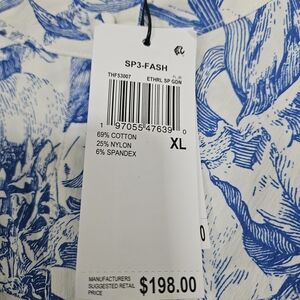 SP3-FASH
THF53007 ETHRL SP GDN
1 97055 47639 0
69% COTTON
25% NYLON
6% SPANDEX
XL
MANUFACTURERS
SUGGESTED RETAIL
PRICE
$198.00